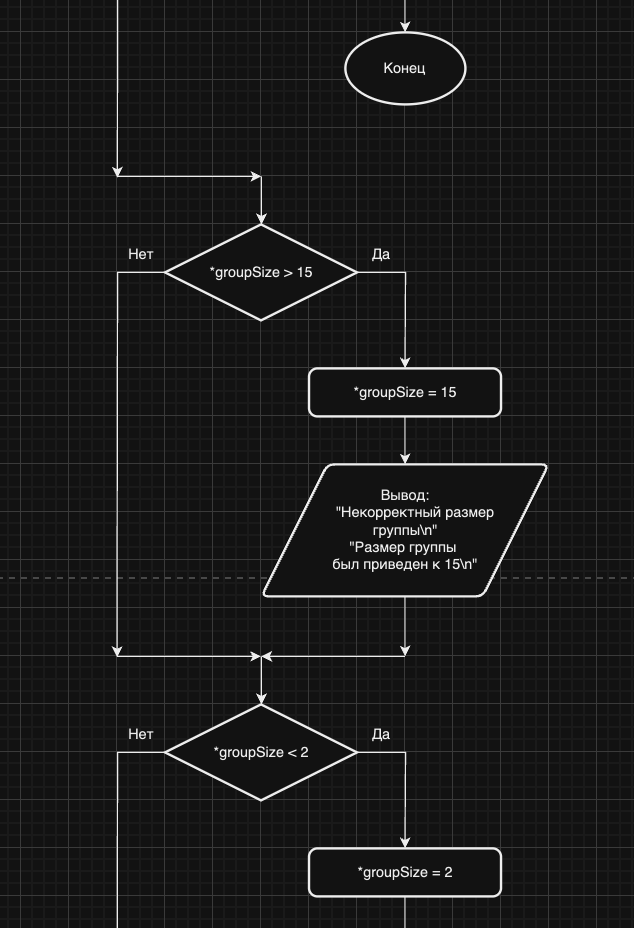 Конец
Нет
Да
*groupSize > 15
*groupSize = 15
Вывод:
"Некорректный размер
группы\n"
"Размер группы
был приведен к 15\n"
Нет
Да
*groupSize < 2
*groupSize = 2